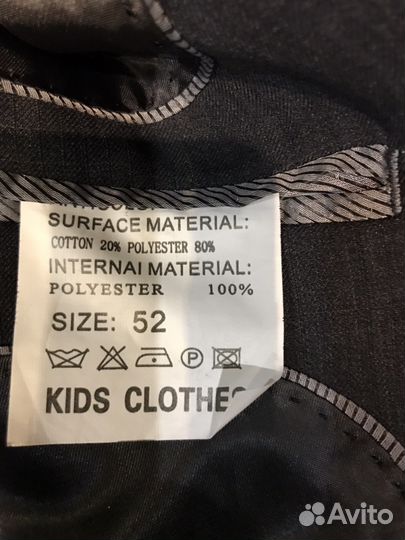 SURFACE MATERIAL:
COTTON 20% POLYESTER 80%
INTERNAI MATERIAL:
POLYESTER 100%
SIZE: 52
P
KIDS CLOTHES
Avito